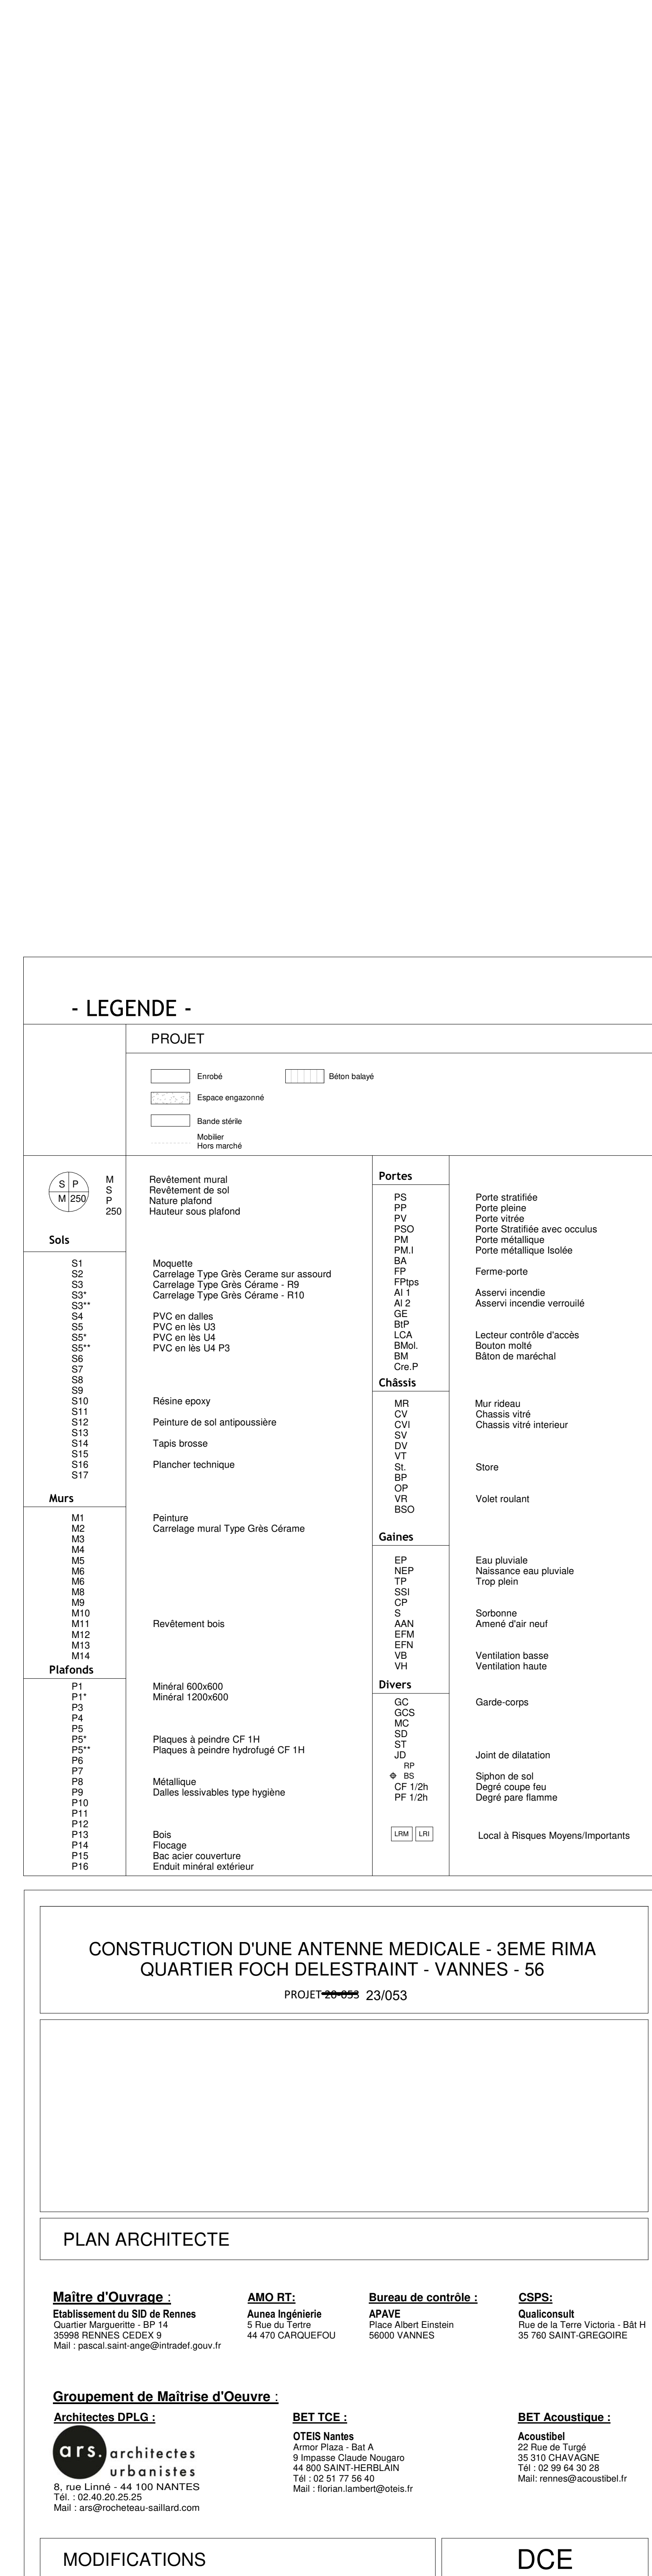 - LEGENDE -
PROJET
Enrobé
Béton balayé
Espace engazonné
Bande stérile
Mobilier
Hors marché
S P
M 250
M Revêtement mural
S Revêtement de sol
P Nature plafond
250 Hauteur sous plafond
Sols
S1 Moquette
S2 Carrelage Type Grès Cerame sur assourd
S3 Carrelage Type Grès Cérame - R9
S3* Carrelage Type Grès Cérame - R10
S3**
S4 PVC en dalles
S5 PVC en lès U3
S5* PVC en lès U4
S5** PVC en lès U4 P3
S6
S7
S8
S9
S10 Résine epoxy
S11
S12 Peinture de sol antipoussière
S13
S14 Tapis brosse
S15
S16 Plancher technique
S17
Murs
M1 Peinture
M2 Carrelage mural Type Grès Cérame
M3
M4
M5
M6
M6
M8
M9
M10
M11 Revêtement bois
M12
M13
M14
Plafonds
P1 Minéral 600x600
P1* Minéral 1200x600
P3
P4
P5
P5* Plaques à peindre CF 1H
P5** Plaques à peindre hydrofugé CF 1H
P6
P7
P8 Métallique
P9 Dalles lessivables type hygiène
P10
P11
P12
P13 Bois
P14 Flocage
P15 Bac acier couverture
P16 Enduit minéral extérieur
Portes
PS Porte stratifiée
PP Porte pleine
PV Porte vitrée
PSO Porte Stratifiée avec occulus
PM Porte métallique
PM.I Porte métallique Isolée
BA
FP Ferme-porte
FPtps
Al 1 Asservi incendie
Al 2 Asservi incendie verrouilé
GE
BtP
LCA Lecteur contrôle d'accès
BMol. Bouton molté
BM Bâton de maréchal
Cre.P
Châssis
MR Mur rideau
CV Chassis vitré
CVI Chassis vitré interieur
SV
DV
VT
St. Store
BP
OP
VR Volet roulant
BSO
Gaines
EP Eau pluviale
NEP Naissance eau pluviale
TP Trop plein
SSI
CP
S Sorbonne
AAN Amené d'air neuf
EFM
EFN
VB Ventilation basse
VH Ventilation haute
Divers
GC Garde-corps
GCS
MC
SD
ST
JD Joint de dilatation
RP
BS Siphon de sol
CF 1/2h Degré coupe feu
PF 1/2h Degré pare flamme
LRM LRI Local à Risques Moyens/Importants
CONSTRUCTION D'UNE ANTENNE MEDICALE - 3EME RIMA
QUARTIER FOCH DELESTRAINT - VANNES - 56
PROJET 20-053 23/053
PLAN ARCHITECTE
Maître d'Ouvrage :
Etablissement du SID de Rennes
Quartier Margueritte - BP 14
35998 RENNES CEDEX 9
Mail : pascal.saint-ange@intradef.gouv.fr
AMO RT:
Aunea Ingénierie
5 Rue du Tertre
44 470 CARQUEFOU
Bureau de contrôle :
APAVE
Place Albert Einstein
56000 VANNES
CSPS:
Qualiconsult
Rue de la Terre Victoria - Bât H
35 760 SAINT-GREGOIRE
Groupement de Maîtrise d'Oeuvre :
Architectes DPLG :
ars. architectes
urbanistes
8, rue Linné - 44 100 NANTES
Tél. : 02.40.20.25.25
Mail : ars@rocheteau-saillard.com
BET TCE :
OTEIS Nantes
Armor Plaza - Bat A
9 Impasse Claude Nougaro
44 800 SAINT-HERBLAIN
Tél : 02 51 77 56 40
Mail : florian.lambert@oteis.fr
BET Acoustique :
Acoustibel
22 Rue de Turgé
35 310 CHAVAGNE
Tél : 02 99 64 30 28
Mail: rennes@acoustibel.fr
MODIFICATIONS
DCE